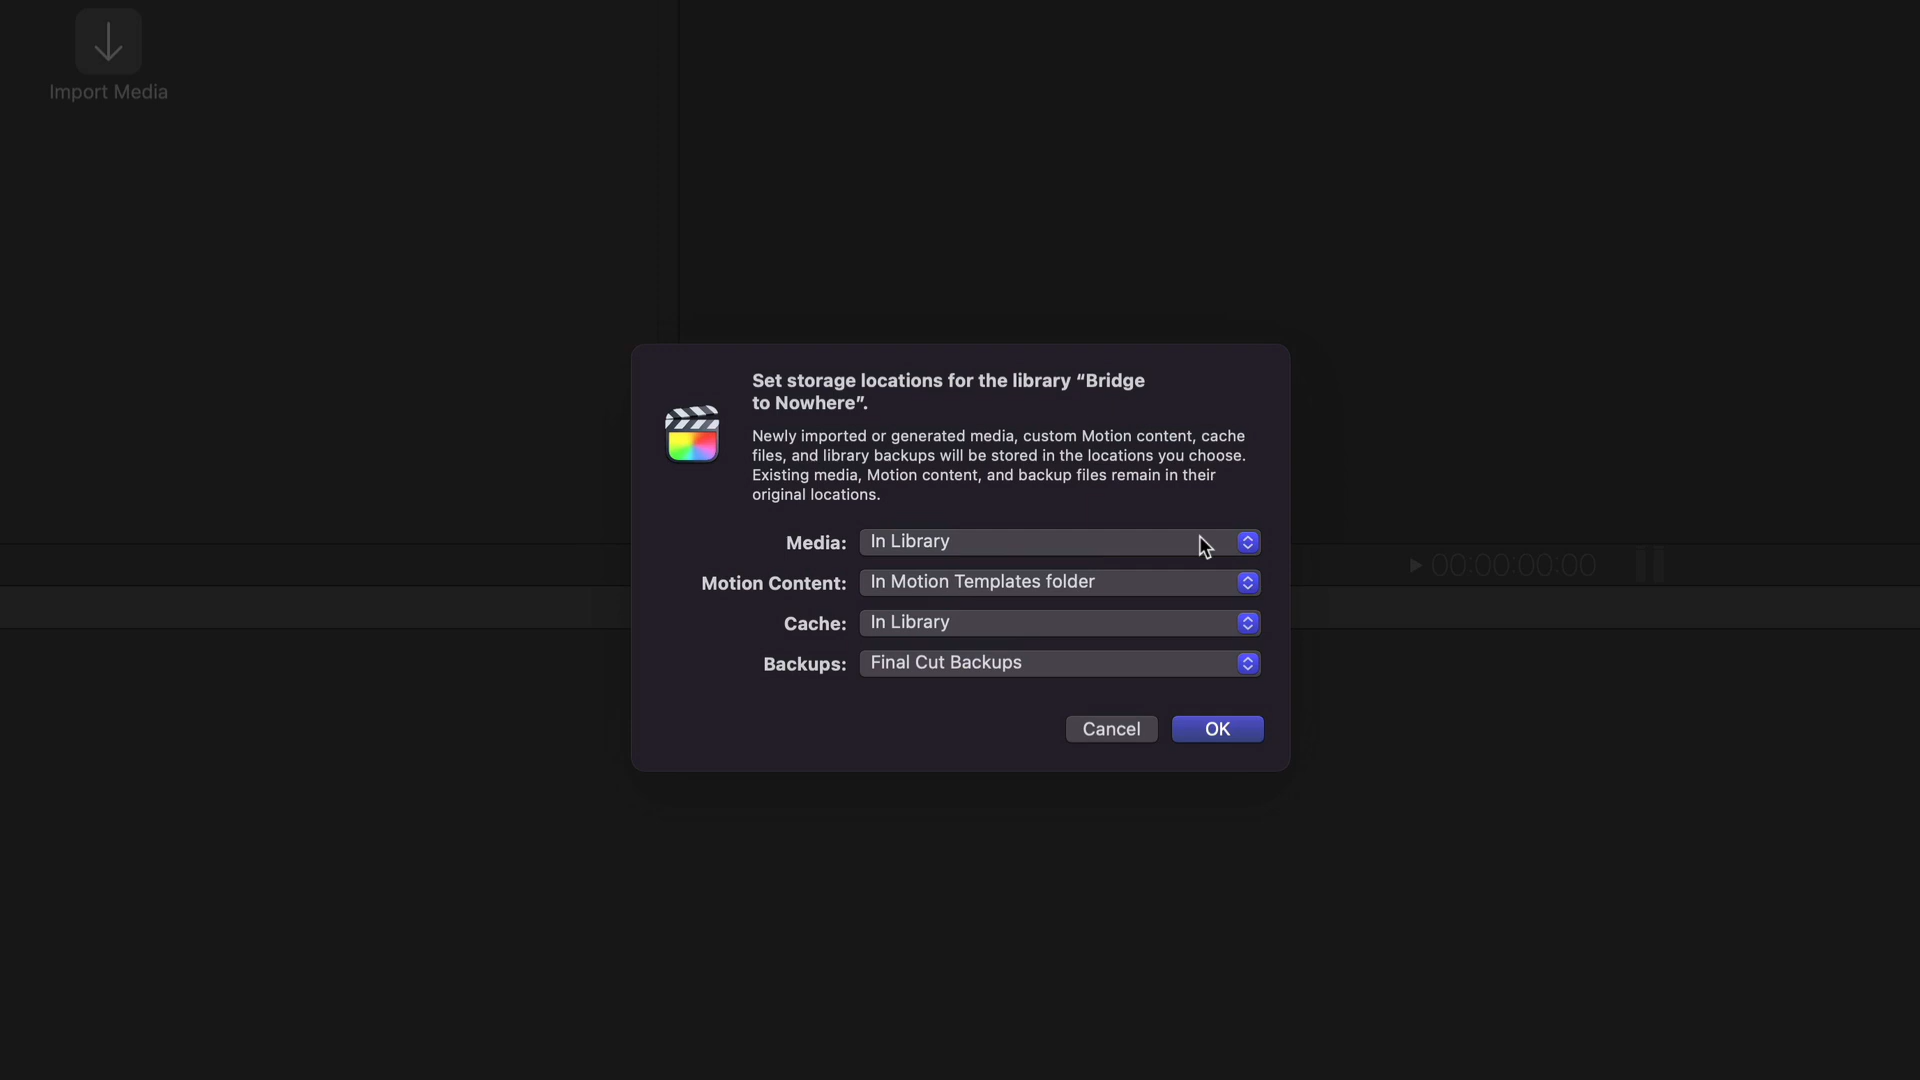 Import Media
Set storage locations for the library “Bridge
to Nowhere”.
Newly imported or generated media, custom Motion content, cache
files, and library backups will be stored in the locations you choose.
Existing media, Motion content, and backup files remain in their
original locations.
Media: In Library
Motion Content: In Motion Templates folder
Cache: In Library
Backups: Final Cut Backups
Cancel OK
00:00:00:00